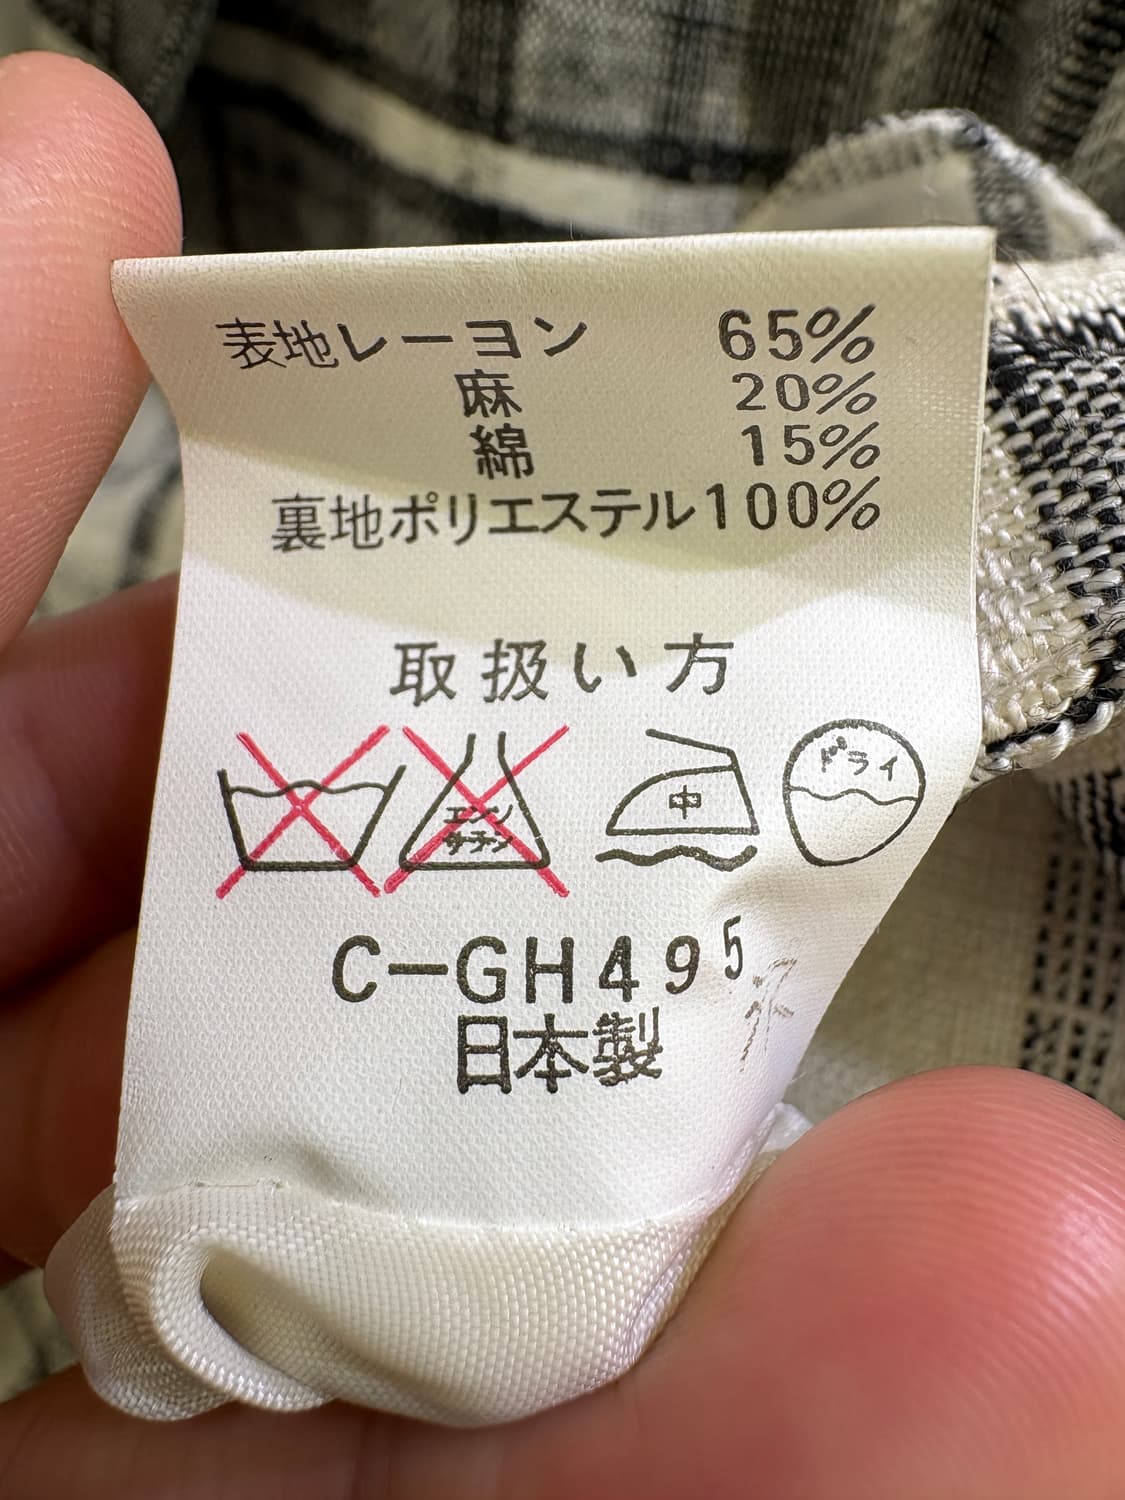 表地レーヨン 65%
麻 20%
綿 15%
裏地ポリエステル100%
取扱い方
エンソ
サラシ
中
ドライ
C-GH495
日本製